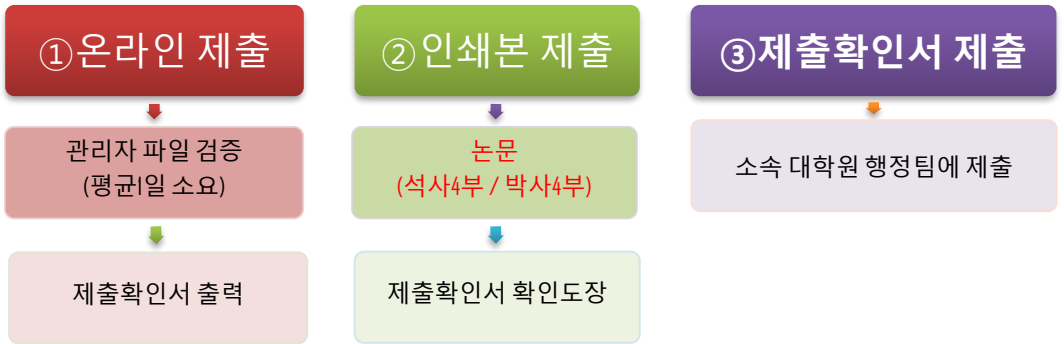 ①온라인 제출
관리자 파일 검증
(평균1일 소요)
제출확인서 출력
②인쇄본 제출
논문
(석사4부 / 박사4부)
제출확인서 확인도장
③제출확인서 제출
소속 대학원 행정팀에 제출